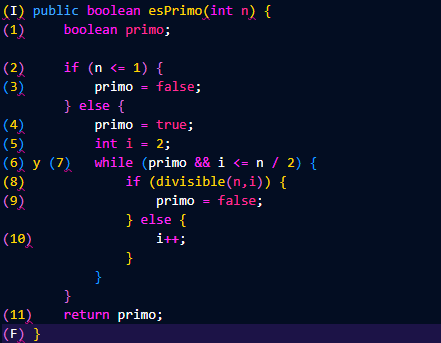 (I) public boolean esPrimo(int n) {
(1)     boolean primo;
(2)     if (n <= 1) {
(3)         primo = false;
        } else {
(4)         primo = true;
(5)         int i = 2;
(6) y (7)   while (primo && i <= n / 2) {
(8)             if (divisible(n,i)) {
(9)                 primo = false;
                } else {
(10)                i++;
                }
            }
        }
(11)    return primo;
(F) }